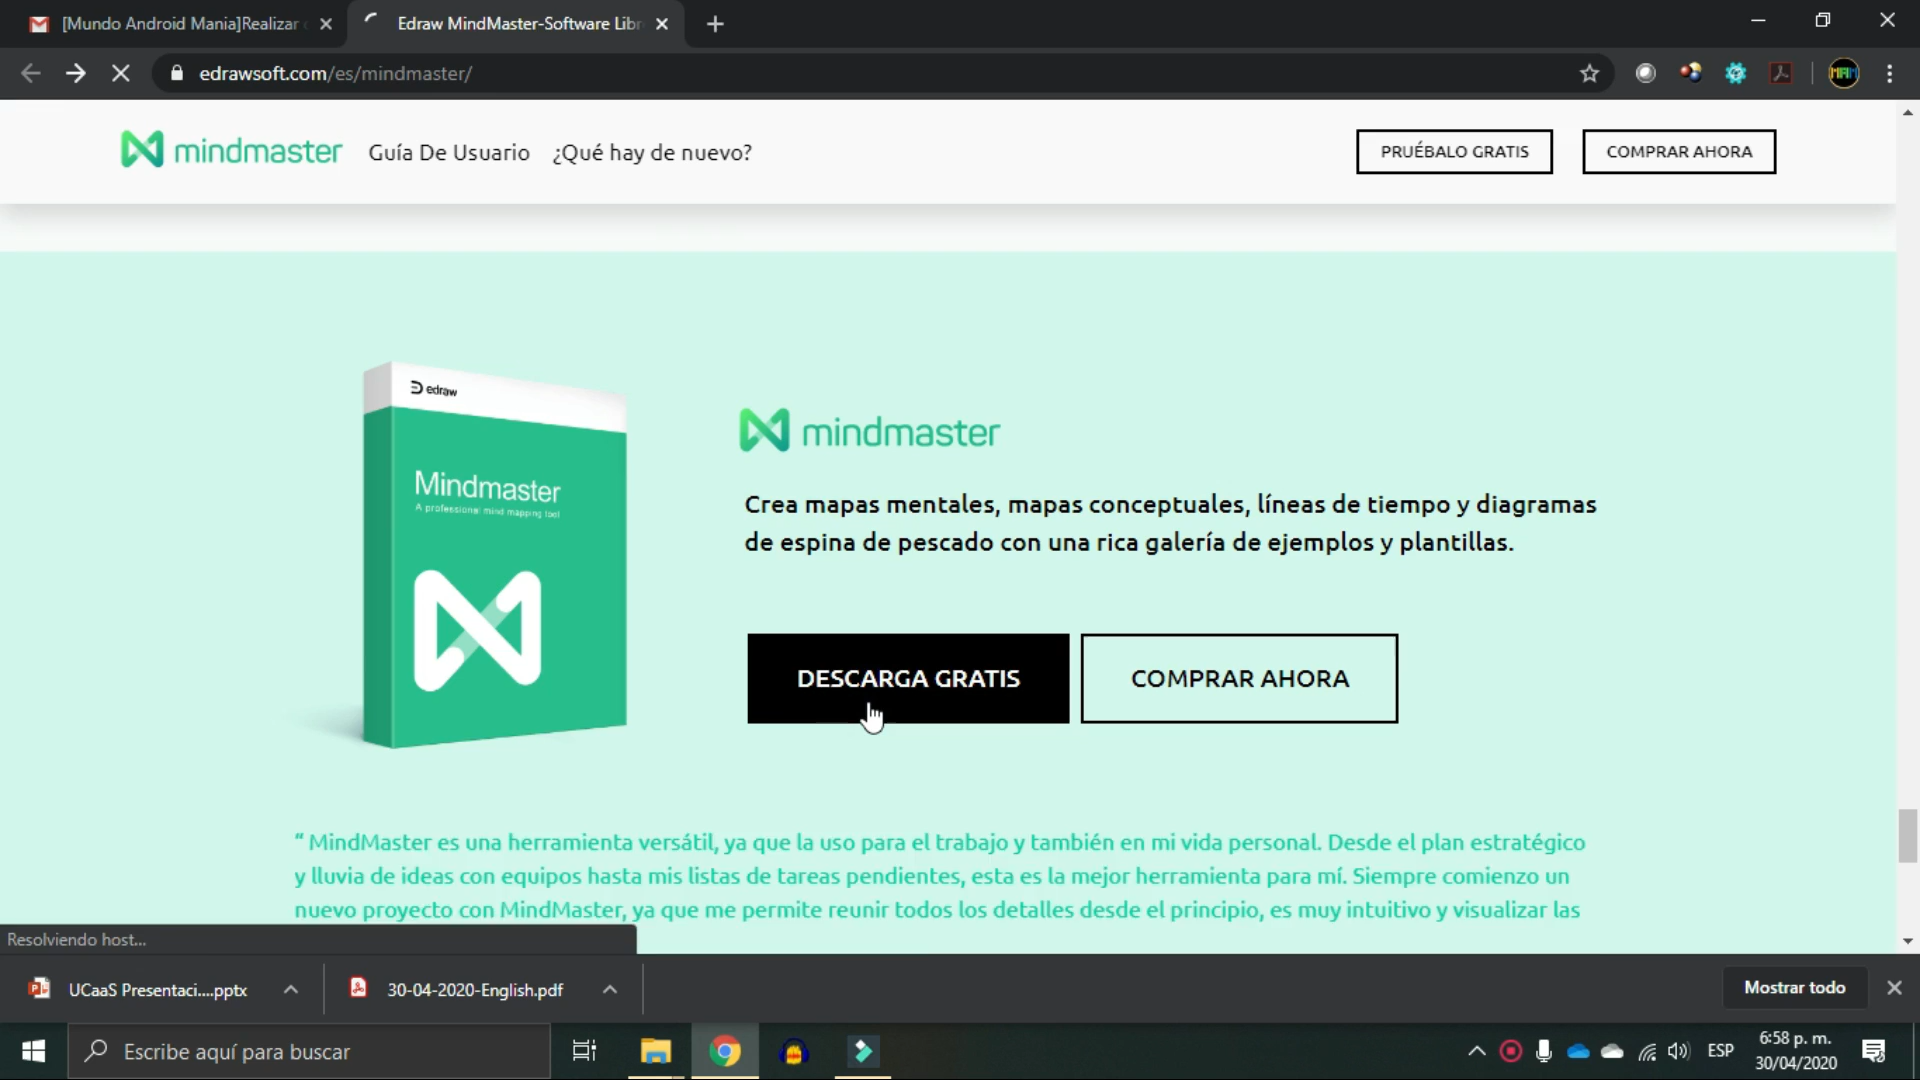 [Mundo Android Mania]Realizar
Edraw MindMaster-Software Libr
edrawsoft.com/es/mindmaster/
mindmaster
Guía De Usuario
¿Qué hay de nuevo?
PRUÉBALO GRATIS
COMPRAR AHORA
edraw
Mindmaster
A professional mind mapping tool
mindmaster
Crea mapas mentales, mapas conceptuales, líneas de tiempo y diagramas
de espina de pescado con una rica galería de ejemplos y plantillas.
DESCARGA GRATIS
COMPRAR AHORA
“ MindMaster es una herramienta versátil, ya que la uso para el trabajo y también en mi vida personal. Desde el plan estratégico
y lluvia de ideas con equipos hasta mis listas de tareas pendientes, esta es la mejor herramienta para mí. Siempre comienzo un
nuevo proyecto con MindMaster, ya que me permite reunir todos los detalles desde el principio, es muy intuitivo y visualizar las
Resolviendo host...
UCaaS Presentaci....pptx
30-04-2020-English.pdf
Mostrar todo
Escribe aquí para buscar
ESP
6:58 p. m.
30/04/2020